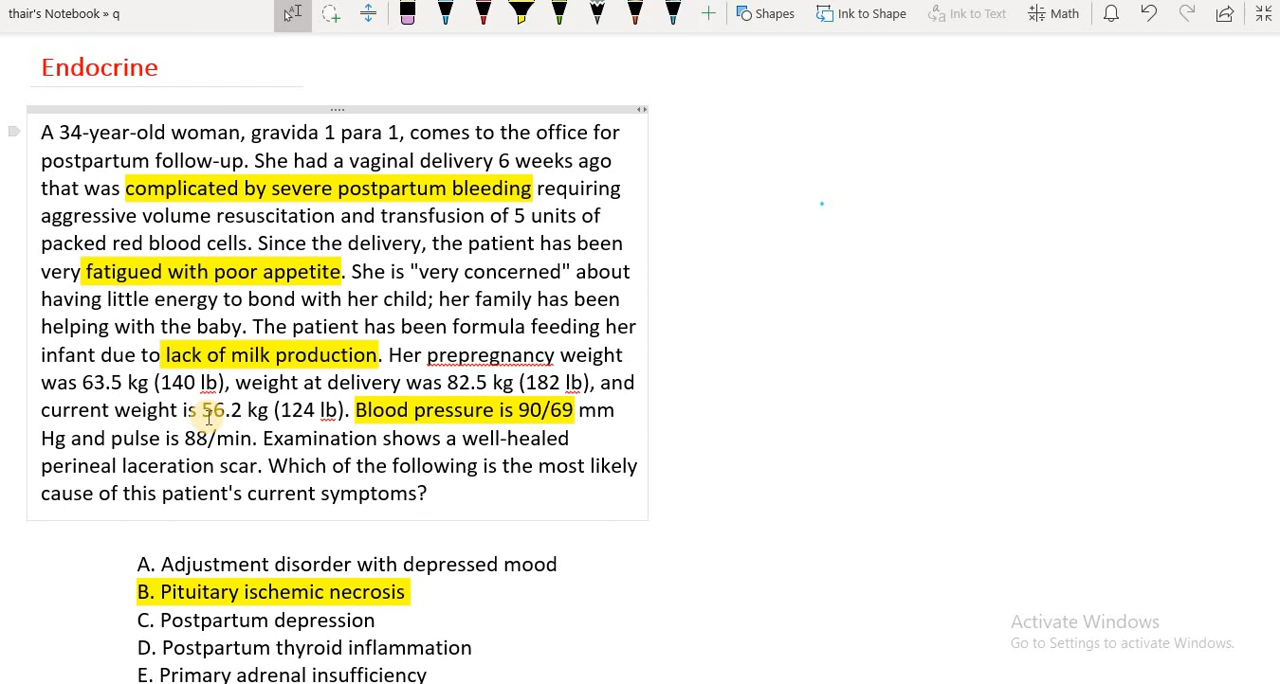 thair's Notebook » q
Shapes
Ink to Shape
Ink to Text
Math
Endocrine
A 34-year-old woman, gravida 1 para 1, comes to the office for
postpartum follow-up. She had a vaginal delivery 6 weeks ago
that was complicated by severe postpartum bleeding requiring
aggressive volume resuscitation and transfusion of 5 units of
packed red blood cells. Since the delivery, the patient has been
very fatigued with poor appetite. She is "very concerned" about
having little energy to bond with her child; her family has been
helping with the baby. The patient has been formula feeding her
infant due to lack of milk production. Her prepregnancy weight
was 63.5 kg (140 lb), weight at delivery was 82.5 kg (182 lb), and
current weight is 56.2 kg (124 lb). Blood pressure is 90/69 mm
Hg and pulse is 88/min. Examination shows a well-healed
perineal laceration scar. Which of the following is the most likely
cause of this patient's current symptoms?
A. Adjustment disorder with depressed mood
B. Pituitary ischemic necrosis
C. Postpartum depression
D. Postpartum thyroid inflammation
E. Primary adrenal insufficiency
Activate Windows
Go to Settings to activate Windows.